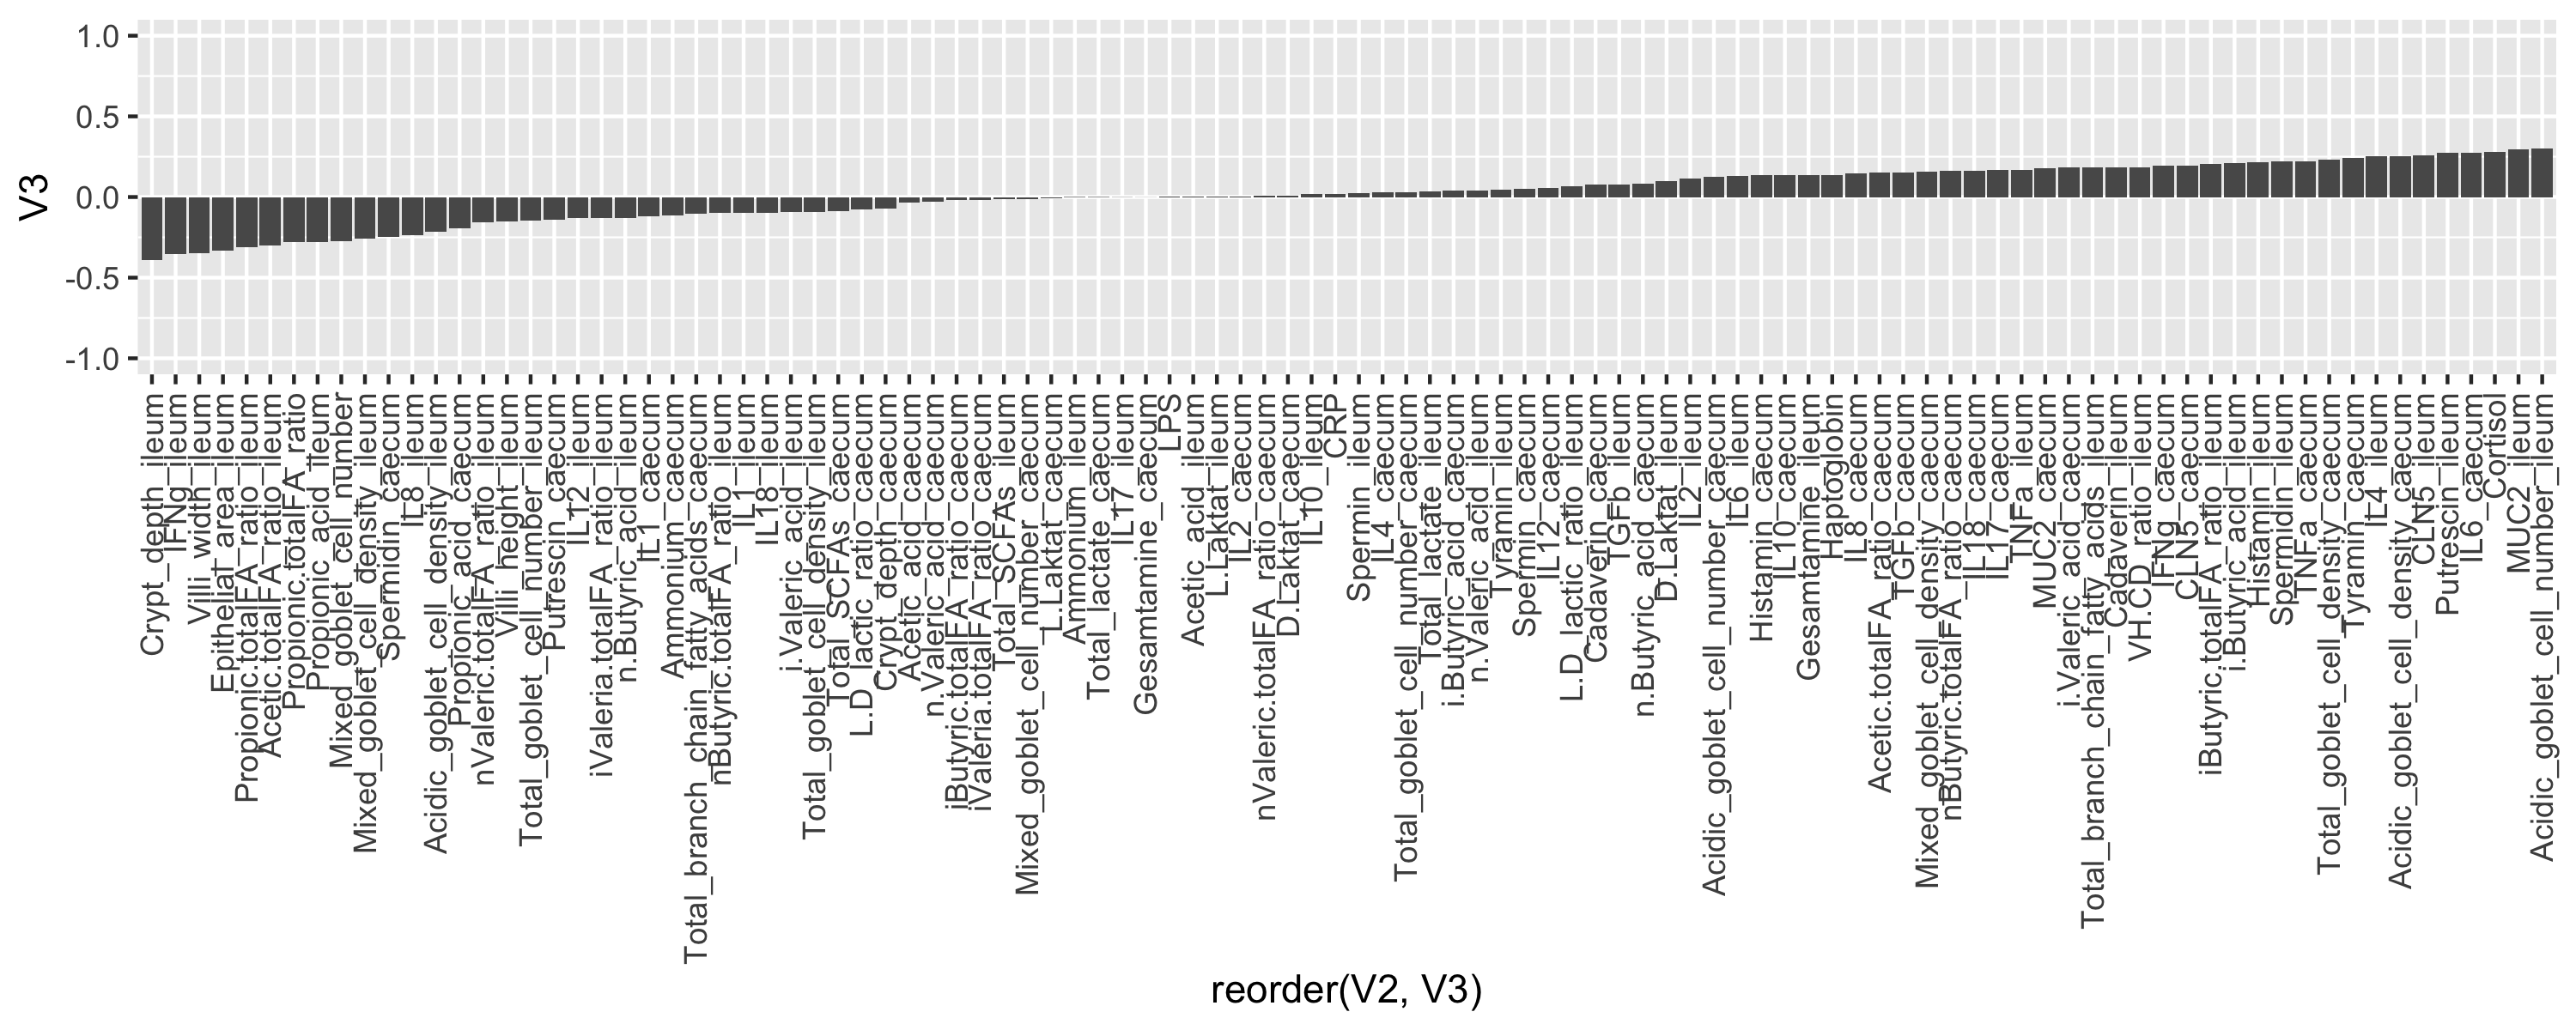 1.0
0.5
0.0
-0.5
-1.0
V3
Crypt_depth_ileum
IFNg_ileum
Villi_width_ileum
Epithelial_area_ileum
Propionic.totalFA_ratio_ileum
Acetic.totalFA_ratio_ileum
Propionic.totalFA_ratio
Propionic_acid_ileum
Mixed_goblet_cell_number
Mixed_goblet_cell_density_ileum
Spermidin_caecum
IL8_ileum
Acidic_goblet_cell_density_ileum
Propionic_acid_caecum
nValeric.totalFA_ratio_ileum
Villi_height_ileum
Total_goblet_cell_number_ileum
Putrescin_caecum
IL12_ileum
iValeria.totalFA_ratio_ileum
n.Butyric_acid_ileum
IL1_caecum
Ammonium_caecum
Total_branch_chain_fatty_acids_caecum
nButyric.totalFA_ratio_ileum
IL1_ileum
IL18_ileum
i.Valeric_acid_ileum
Total_goblet_cell_density_ileum
Total_SCFAs_caecum
L.D_lactic_ratio_caecum
Crypt_depth_caecum
Acetic_acid_caecum
n.Valeric_acid_caecum
iButyric.totalFA_ratio_caecum
iValeria.totalFA_ratio_caecum
Total_SCFAs_ileum
Mixed_goblet_cell_number_caecum
L.Laktat_caecum
Ammonium_ileum
Total_lactate_caecum
IL17_ileum
Gesamtamine_caecum
LPS
Acetic_acid_ileum
L.Laktat_ileum
IL2_caecum
nValeric.totalFA_ratio_caecum
D.Laktat_caecum
IL10_ileum
_CRP
Spermin_ileum
IL4_caecum
Total_goblet_cell_number_caecum
Total_lactate_ileum
i.Butyric_acid_caecum
n.Valeric_acid_ileum
Tyramin_ileum
Spermin_caecum
IL12_caecum
L.D_lactic_ratio_ileum
Cadaverin_caecum
TGFb_ileum
n.Butyric_acid_caecum
D.Laktat_ileum
IL2_ileum
Acidic_goblet_cell_number_caecum
IL6_ileum
Histamin_caecum
IL10_caecum
Gesamtamine_ileum
Haptoglobin
IL8_caecum
Acetic.totalFA_ratio_caecum
TGFb_caecum
Mixed_goblet_cell_density_caecum
nButyric.totalFA_ratio_caecum
IL18_caecum
IL17_caecum
TNFa_ileum
MUC2_caecum
i.Valeric_acid_caecum
Total_branch_chain_fatty_acids_ileum
Cadaverin_ileum
VH.CD_ratio_ileum
IFNg_caecum
CLN5_caecum
iButyric.totalFA_ratio_ileum
i.Butyric_acid_ileum
Histamin_ileum
Spermidin_ileum
TNFa_caecum
Total_goblet_cell_density_caecum
Tyramin_caecum
IL4_ileum
Acidic_goblet_cell_density_caecum
CLN5_ileum
Putrescin_ileum
IL6_caecum
_Cortisol
MUC2_ileum
Acidic_goblet_cell_number_ileum
reorder(V2, V3)